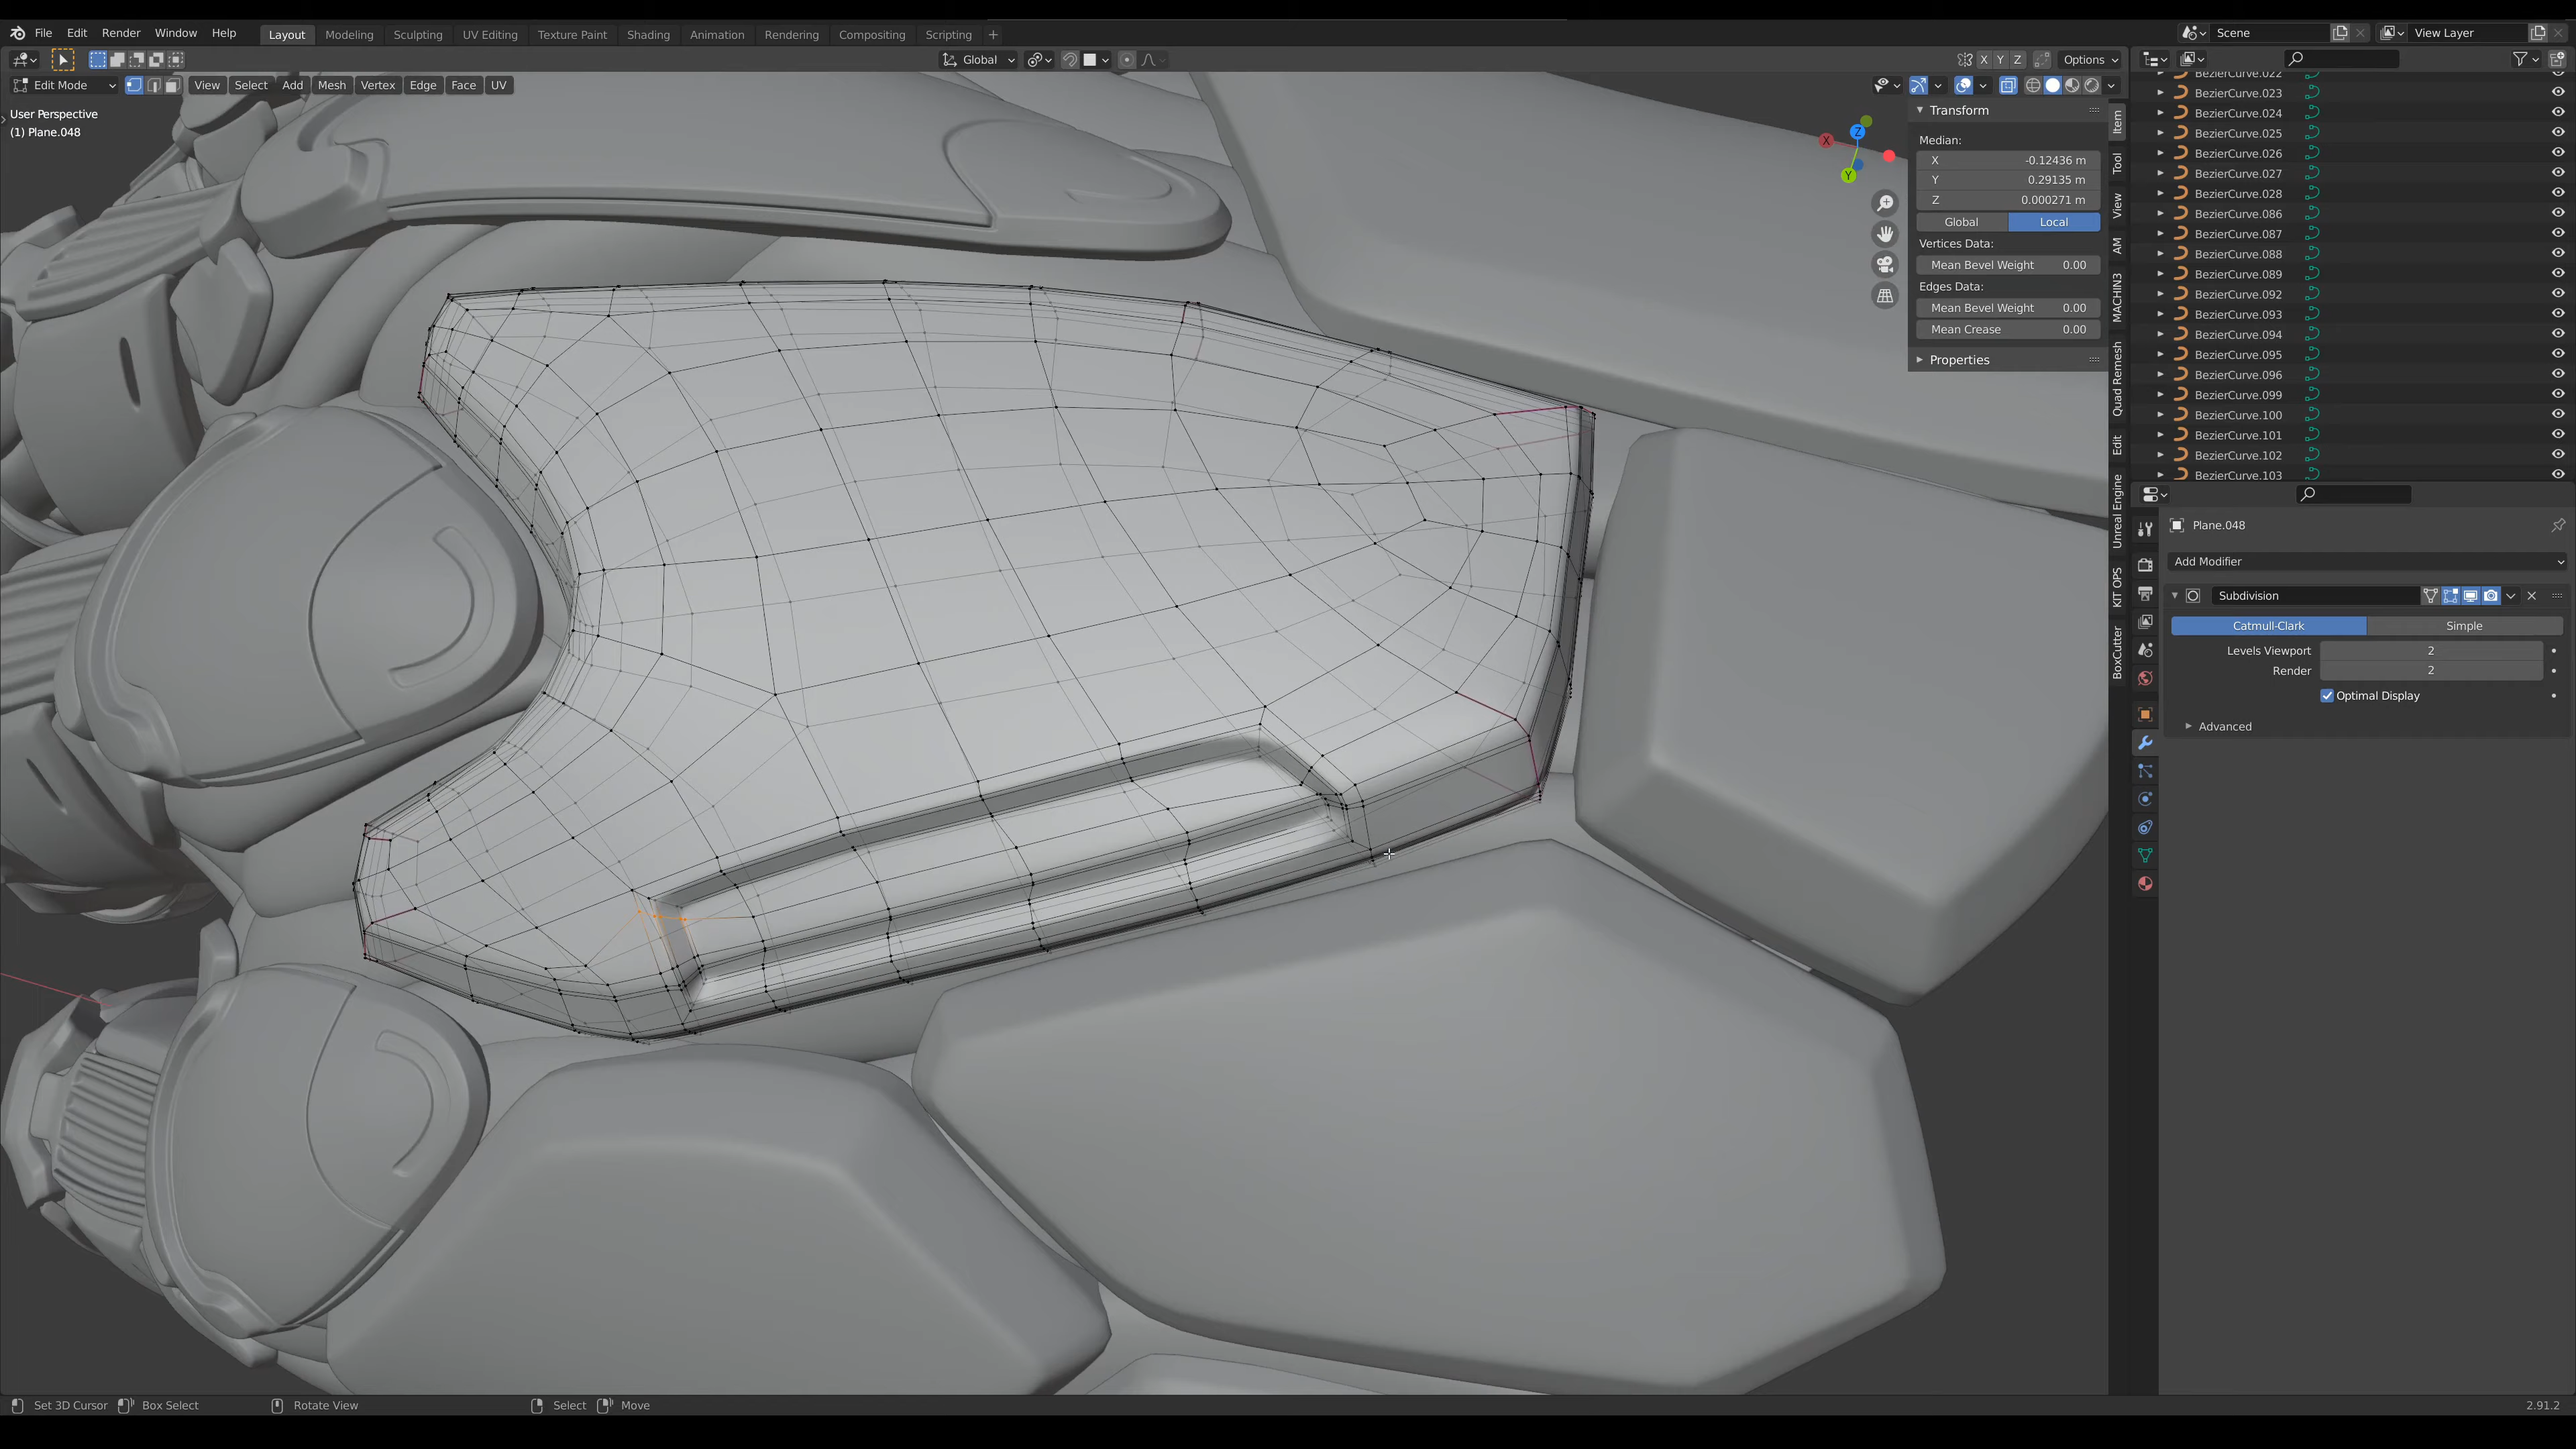 File Edit Render Window Help Layout Modeling Sculpting UV Editing Texture Paint Shading Animation Rendering Compositing Scripting + Scene View Layer
Global X Y Z Options
Edit Mode View Select Add Mesh Vertex Edge Face UV
User Perspective
(1) Plane.048
X
Y
Z
Transform
Median:
X -0.12436 m
Y 0.29135 m
Z 0.000271 m
Global Local
Vertices Data:
Mean Bevel Weight 0.00
Edges Data:
Mean Bevel Weight 0.00
Mean Crease 0.00
Properties
Item
Tool
View
AM
MACHIN3
Quad Remesh
Edit
Unreal Engine
KIT OPS
BoxCutter
BezierCurve.022
BezierCurve.023
BezierCurve.024
BezierCurve.025
BezierCurve.026
BezierCurve.027
BezierCurve.028
BezierCurve.086
BezierCurve.087
BezierCurve.088
BezierCurve.089
BezierCurve.092
BezierCurve.093
BezierCurve.094
BezierCurve.095
BezierCurve.096
BezierCurve.099
BezierCurve.100
BezierCurve.101
BezierCurve.102
BezierCurve.103
Plane.048
Add Modifier
Subdivision
Catmull-Clark Simple
Levels Viewport 2
Render 2
Optimal Display
Advanced
Set 3D Cursor Box Select Rotate View Select Move 2.91.2